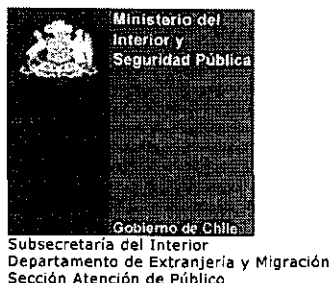 Ministerio del
Interior y
Seguridad Pública
Gobierno de Chile
Subsecretaría del Interior
Departamento de Extranjería y Migración
Sección Atención de Público